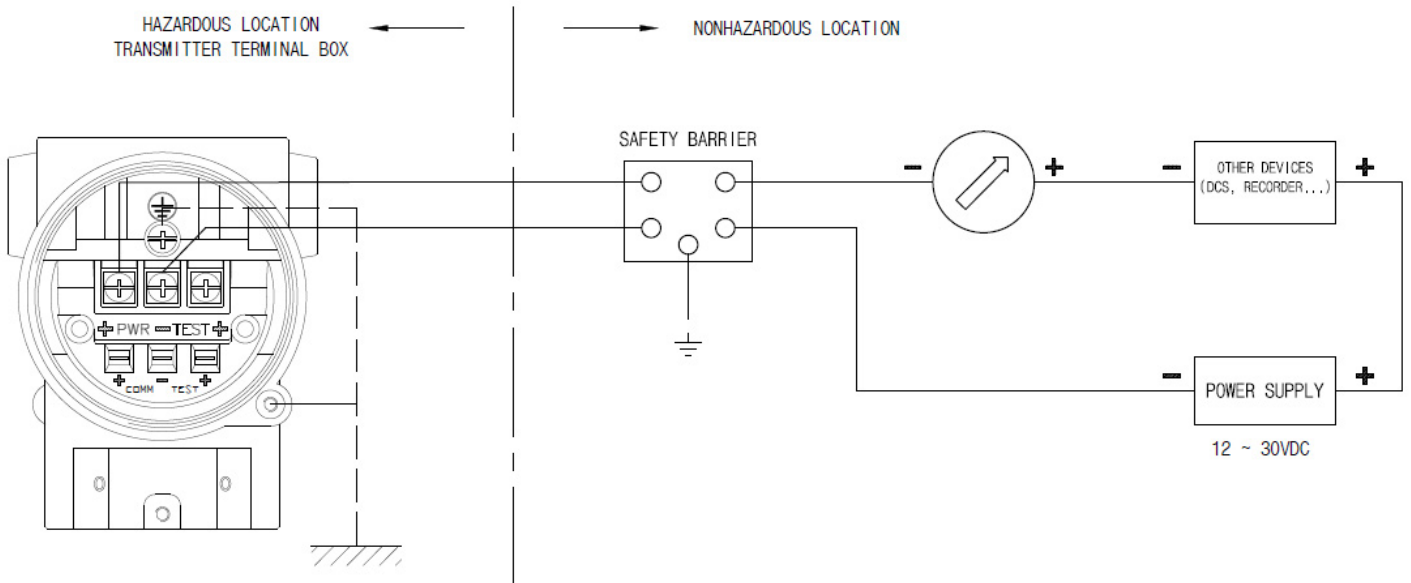 HAZARDOUS LOCATION
TRANSMITTER TERMINAL BOX
NONHAZARDOUS LOCATION
SAFETY BARRIER
- +
- OTHER DEVICES +
(DCS, RECORDER...)
+ PWR - TEST +
+ - +
COMM TEST
- POWER SUPPLY +
12 ~ 30VDC